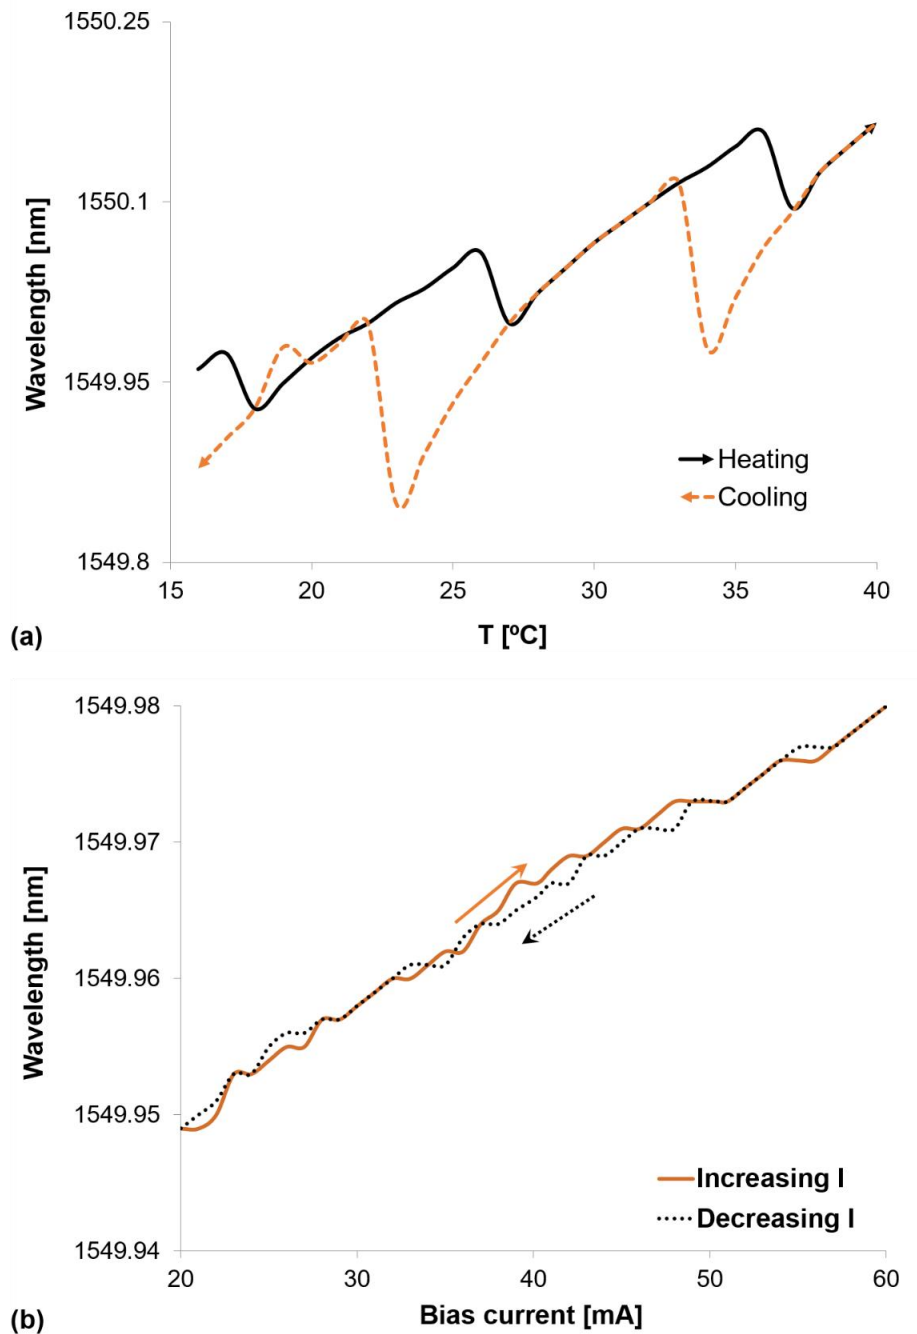 1550.25
1550.1
1549.95
1549.8
Wavelength [nm]
Heating
Cooling
15 20 25 30 35 40
T [ºC]
(a)
1549.98
1549.97
1549.96
1549.95
1549.94
Wavelength [nm]
Increasing I
Decreasing I
20 30 40 50 60
Bias current [mA]
(b)